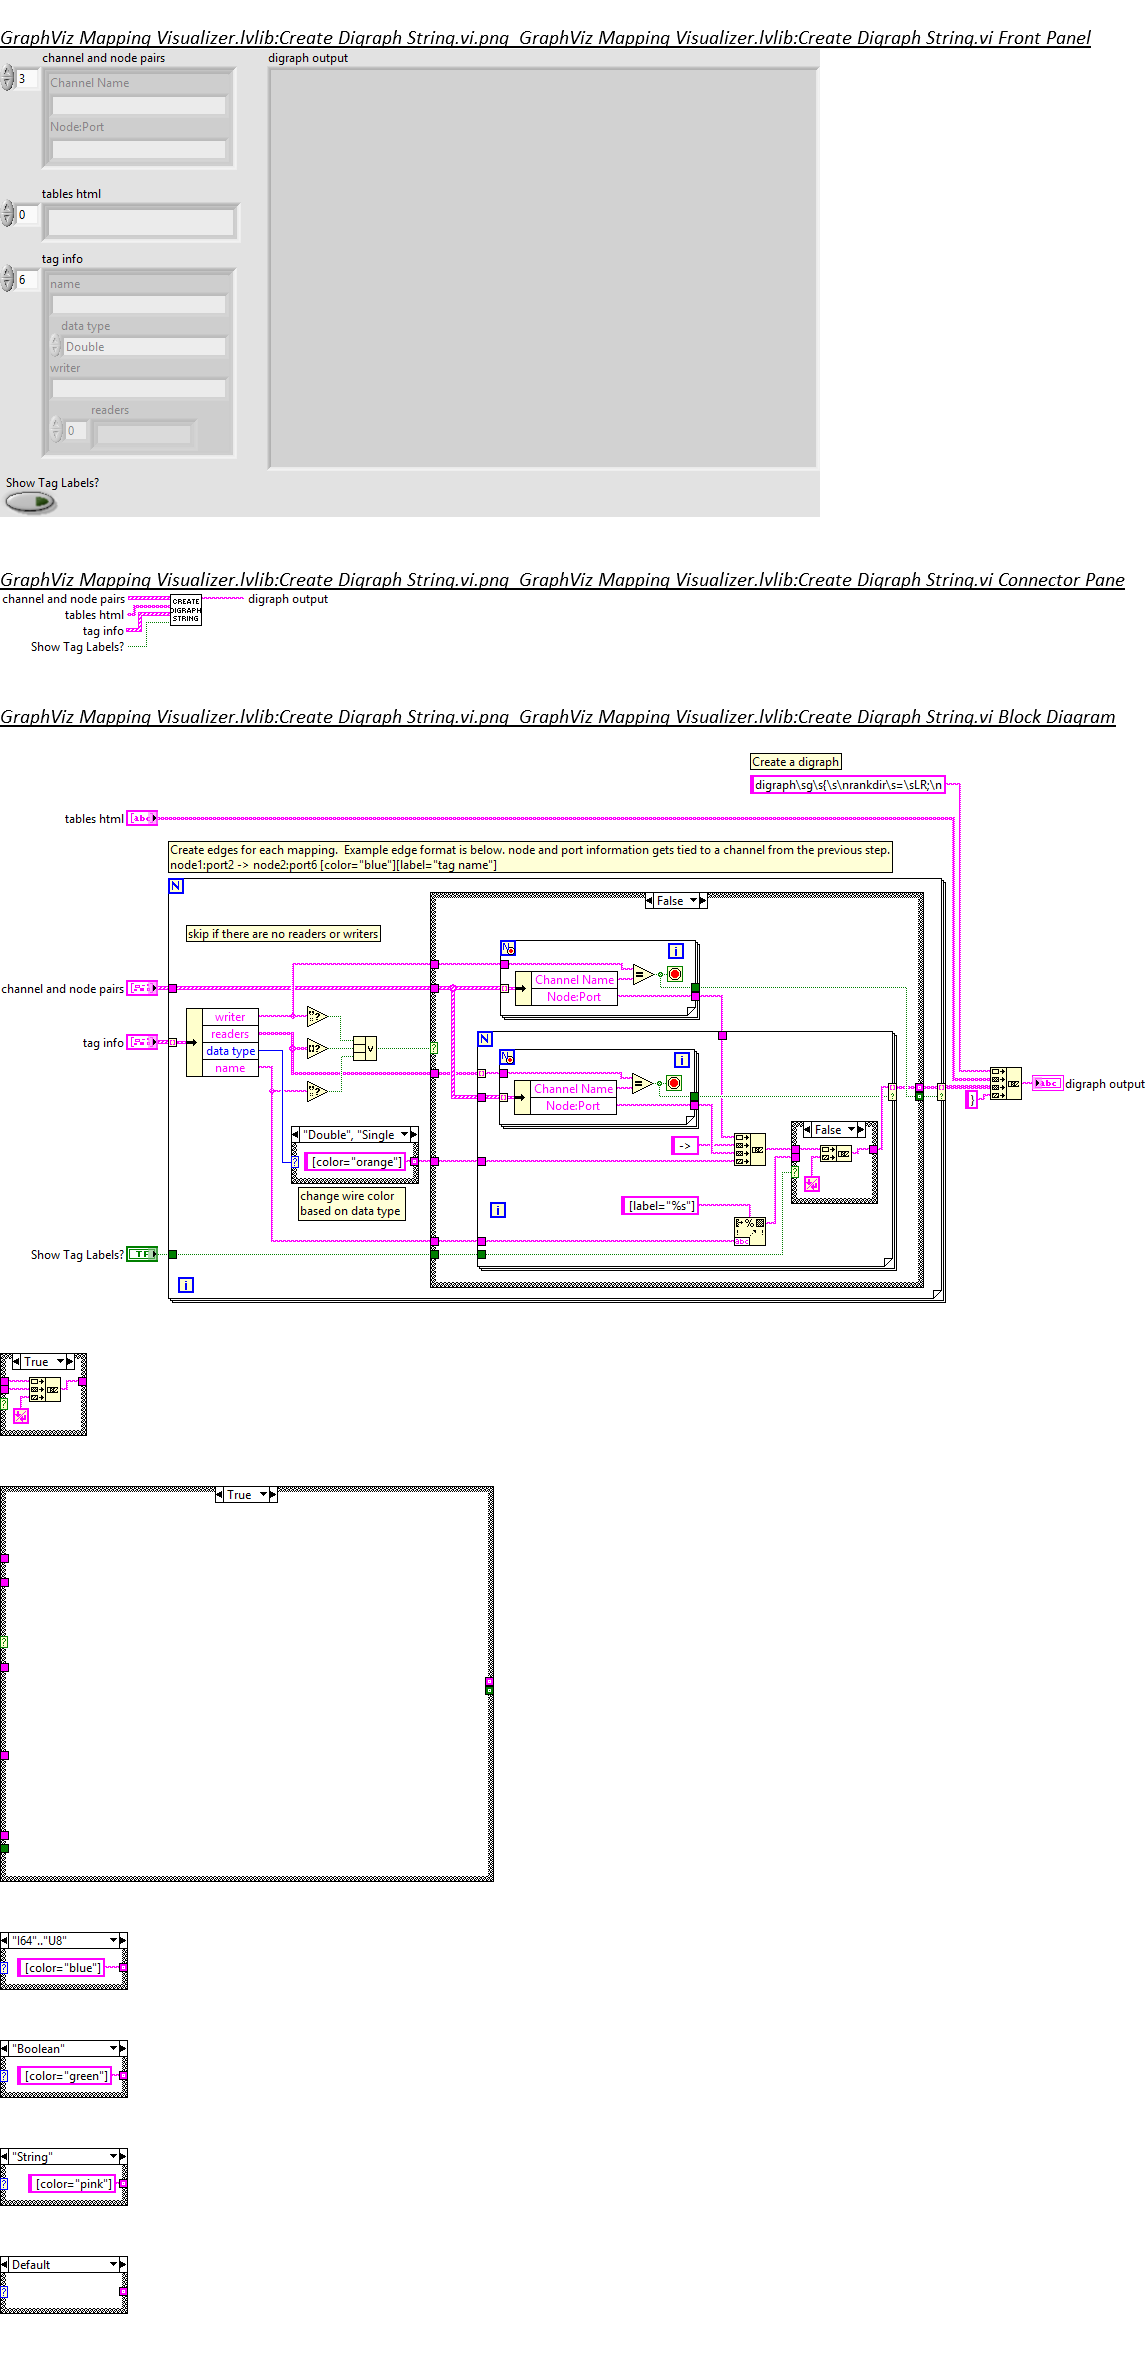 GraphViz Mapping Visualizer.lvlib:Create Digraph String.vi.png  GraphViz Mapping Visualizer.lvlib:Create Digraph String.vi Front Panel
channel and node pairs
digraph output
3
Channel Name
Node:Port
tables html
0
tag info
6
name
data type
Double
writer
readers
0
Show Tag Labels?
GraphViz Mapping Visualizer.lvlib:Create Digraph String.vi.png  GraphViz Mapping Visualizer.lvlib:Create Digraph String.vi Connector Pane
channel and node pairs
tables html
tag info
Show Tag Labels?
CREATE
DIGRAPH
STRING
digraph output
GraphViz Mapping Visualizer.lvlib:Create Digraph String.vi.png  GraphViz Mapping Visualizer.lvlib:Create Digraph String.vi Block Diagram
Create a digraph
digraph\sg\s{\s\nrankdir\s=\sLR;\n
tables html
abc
Create edges for each mapping.  Example edge format is below. node and port information gets tied to a channel from the previous step.
node1:port2 -> node2:port6 [color="blue"][label="tag name"]
N
False
skip if there are no readers or writers
N
i
Channel Name
Node:Port
channel and node pairs
tag info
writer
readers
data type
name
N
N
i
Channel Name
Node:Port
}
abc
digraph output
"Double", "Single
[color="orange"]
->
False
change wire color
based on data type
[label="%s"]
i
Show Tag Labels?
TF
i
True
True
"I64".."U8"
[color="blue"]
"Boolean"
[color="green"]
"String"
[color="pink"]
Default